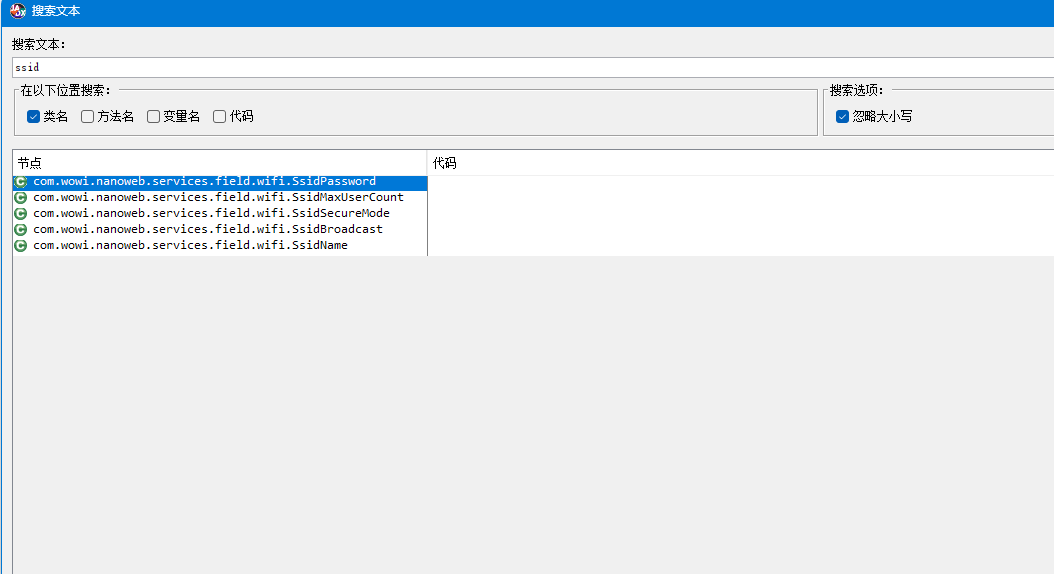 搜索文本
搜索文本:
ssid
在以下位置搜索:
搜索选项:
类名 方法名 变量名 代码
忽略大小写
节点 代码
com.wowi.nanoweb.services.field.wifi.SsidPassword
com.wowi.nanoweb.services.field.wifi.SsidMaxUserCount
com.wowi.nanoweb.services.field.wifi.SsidSecureMode
com.wowi.nanoweb.services.field.wifi.SsidBroadcast
com.wowi.nanoweb.services.field.wifi.SsidName